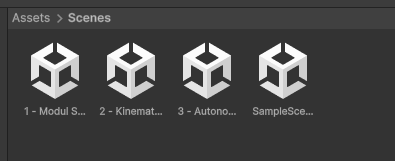 Assets > Scenes
1 - Modul S...
2 - Kinemat...
3 - Autono...
SampleSce...